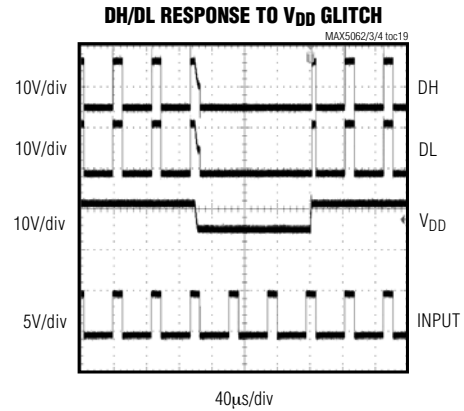 DH/DL RESPONSE TO VDD GLITCH
MAX5062/3/4 toc19
10V/div
DH
10V/div
DL
10V/div
VDD
5V/div
INPUT
40μs/div